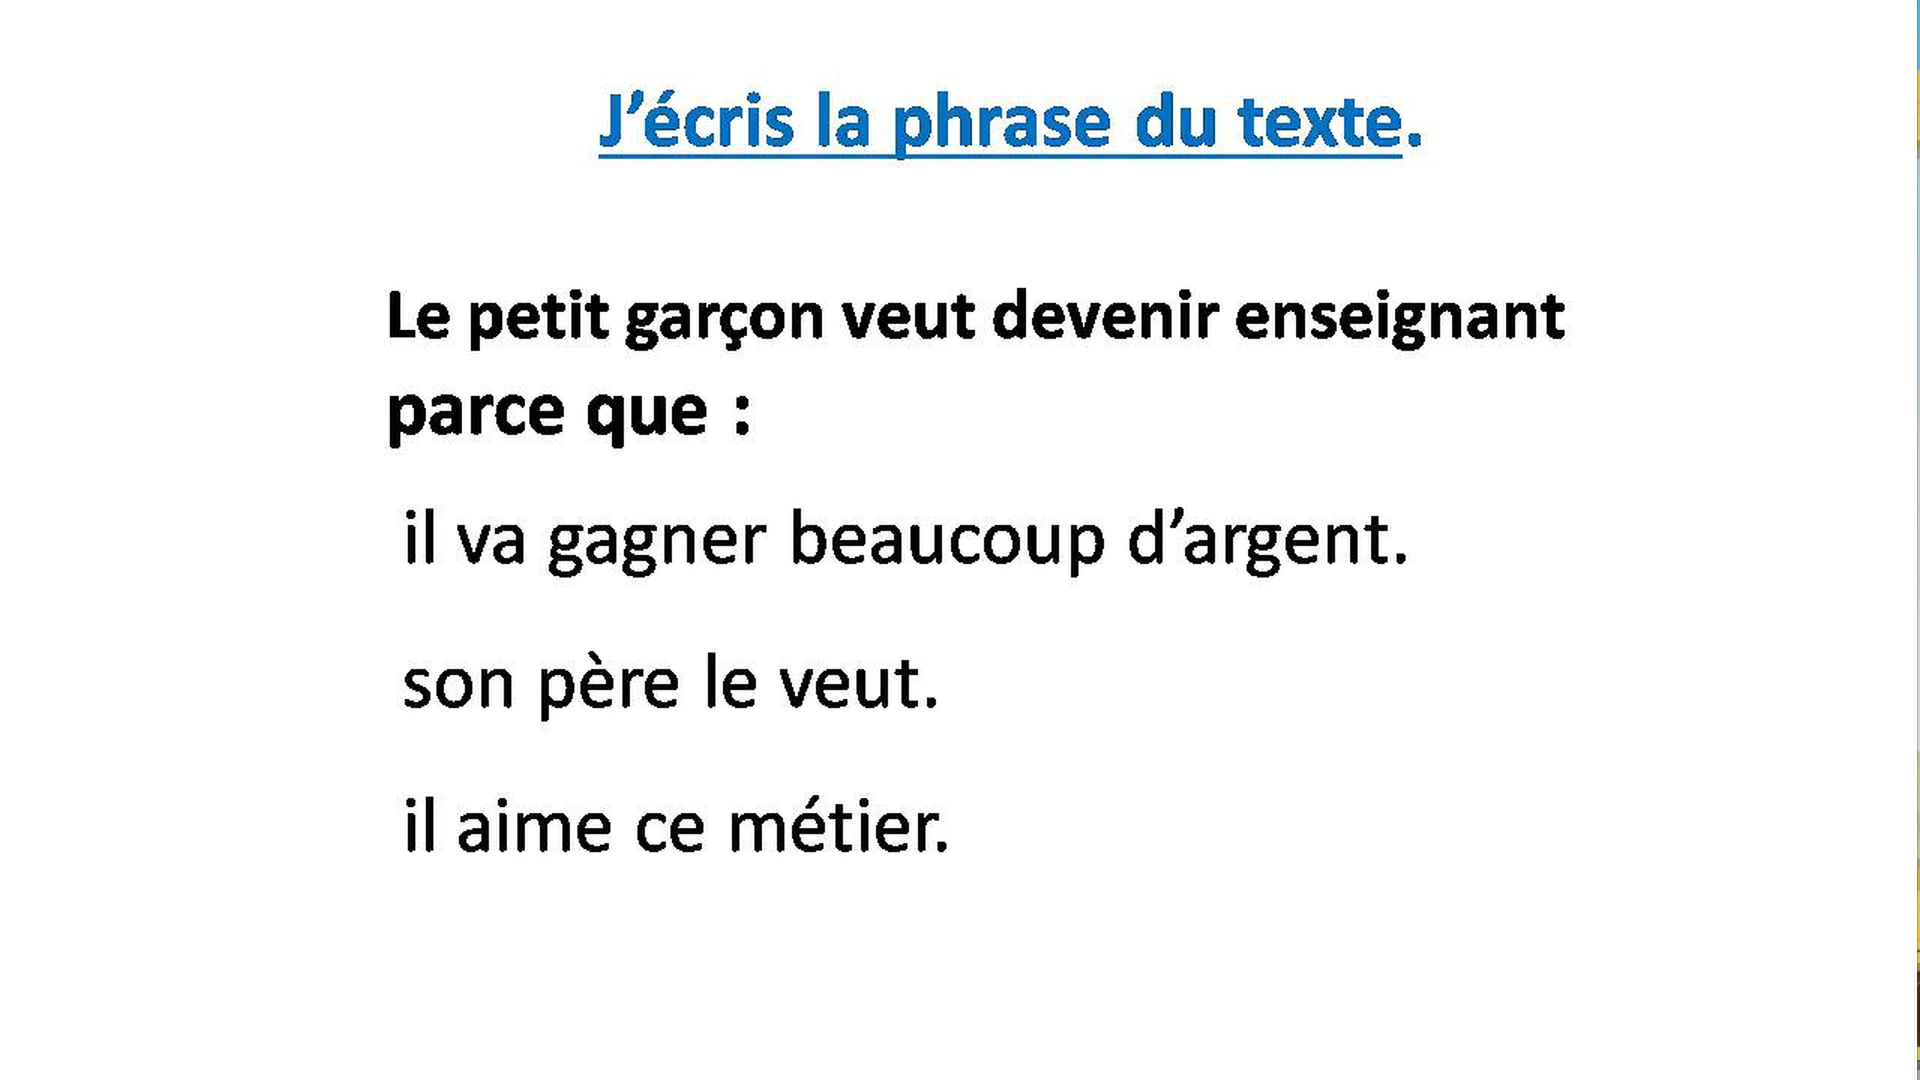 J’écris la phrase du texte.
Le petit garçon veut devenir enseignant
parce que :
il va gagner beaucoup d’argent.
son père le veut.
il aime ce métier.